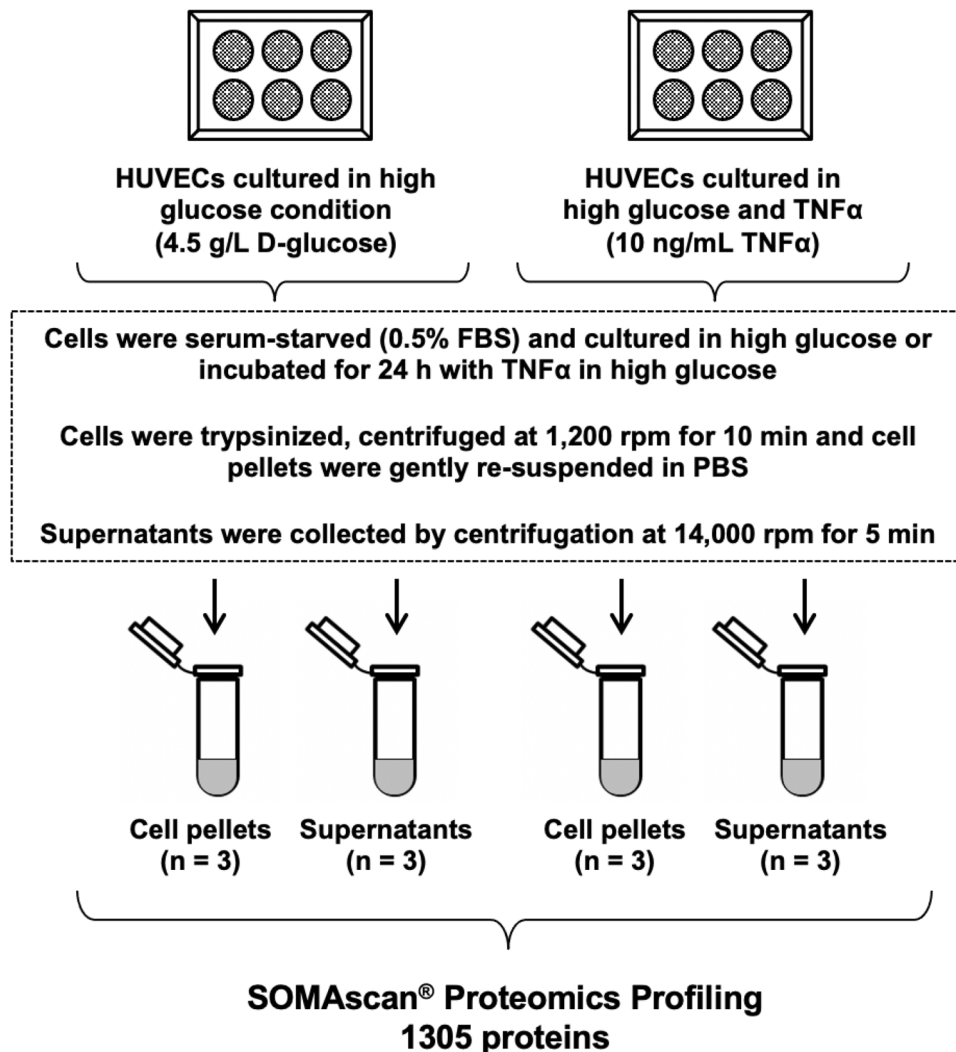 HUVECs cultured in high
glucose condition
(4.5 g/L D-glucose)
HUVECs cultured in
high glucose and TNFα
(10 ng/mL TNFα)
Cells were serum-starved (0.5% FBS) and cultured in high glucose or
incubated for 24 h with TNFα in high glucose
Cells were trypsinized, centrifuged at 1,200 rpm for 10 min and cell
pellets were gently re-suspended in PBS
Supernatants were collected by centrifugation at 14,000 rpm for 5 min
Cell pellets
(n = 3)
Supernatants
(n = 3)
Cell pellets
(n = 3)
Supernatants
(n = 3)
SOMAscan® Proteomics Profiling
1305 proteins